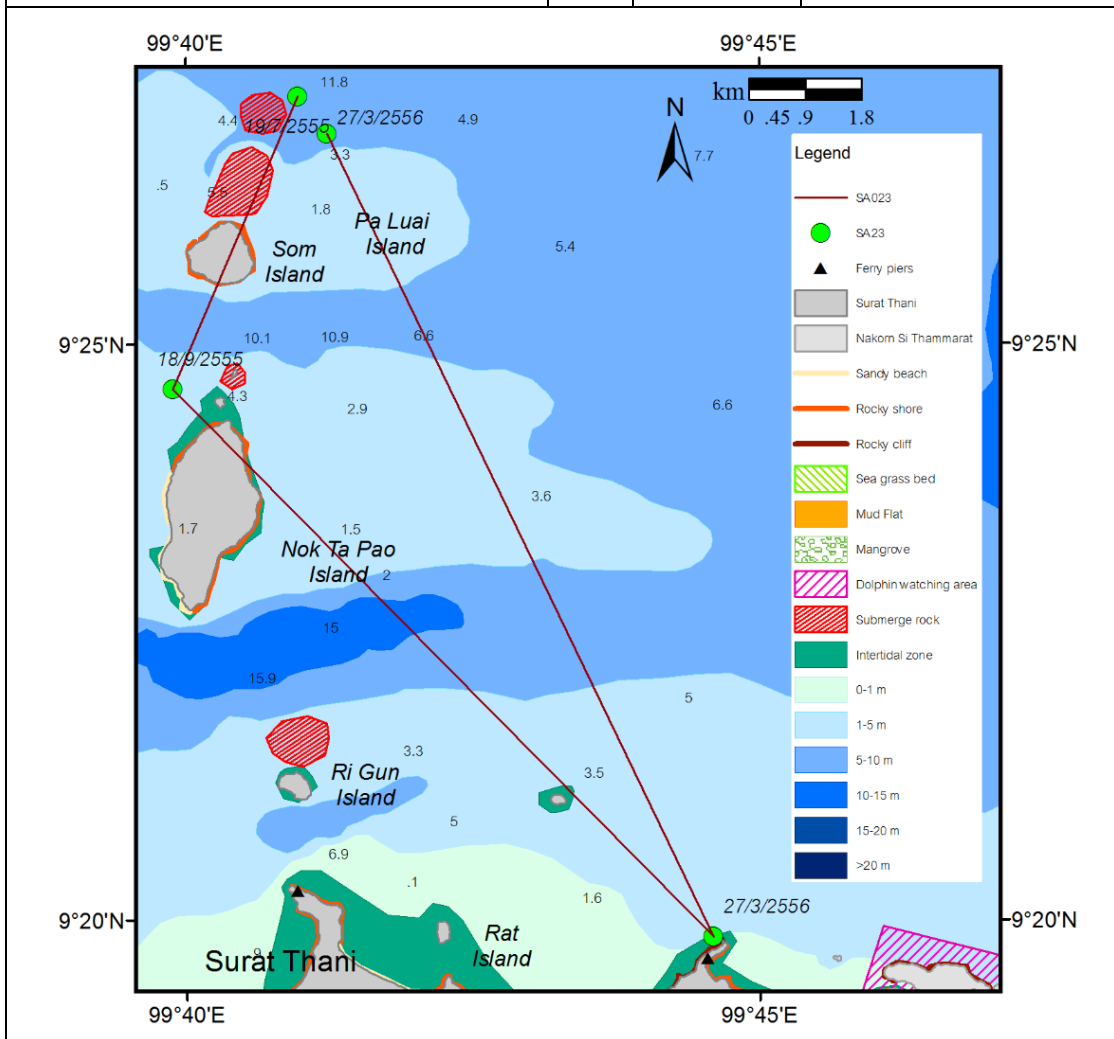 99°40'E
99°45'E
11.8
km
0 .45 .9 1.8
4.4
19/7/2555
27/3/2556
4.9
N
3.3
7.7
Legend
.5
5.5
SA023
1.8
Pa Luai
Island
SA23
Som
Island
5.4
Ferry piers
Surat Thani
9°25'N
10.1
10.9
6.6
Nakorn Si Thammarat
9°25'N
18/9/2555
Sandy beach
4.3
2.9
6.6
Rocky shore
Rocky cliff
Sea grass bed
3.6
Mud Flat
1.7
1.5
Nok Ta Pao
Island
Mangrove
2
Dolphin watching area
15
Submerge rock
Intertidal zone
15.9
0-1 m
5
1-5 m
3.3
5-10 m
Ri Gun
Island
3.5
10-15 m
5
15-20 m
6.9
>20 m
.1
1.6
27/3/2556
9°20'N
9°20'N
Rat
Island
Surat Thani
99°40'E
99°45'E